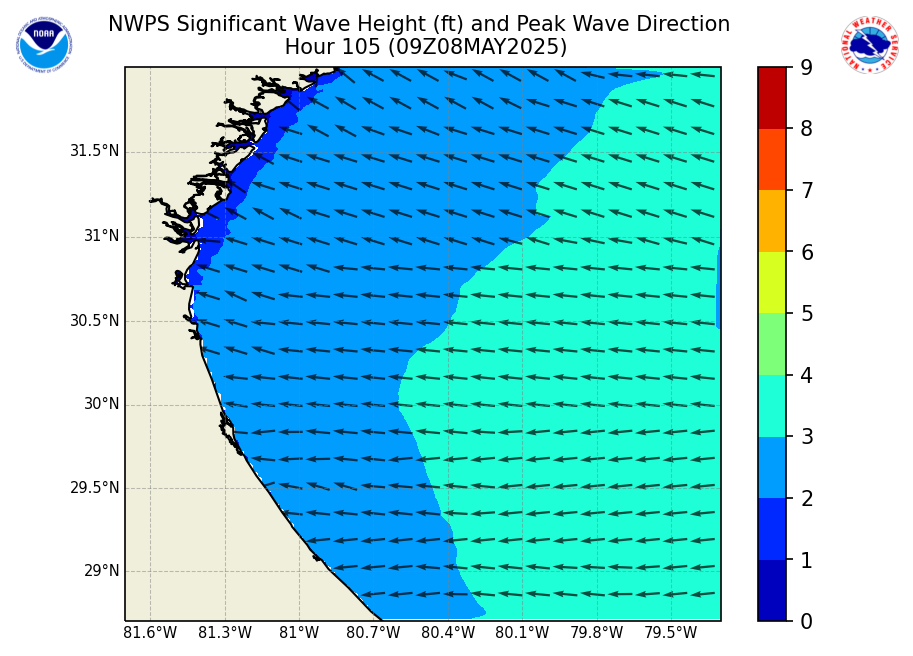 NWPS Significant Wave Height (ft) and Peak Wave Direction
Hour 105 (09Z08MAY2025)
NOAA
NATIONAL WEATHER SERVICE
9
8
7
6
5
4
3
2
1
0
31.5°N
31°N
30.5°N
30°N
29.5°N
29°N
81.6°W 81.3°W 81°W 80.7°W 80.4°W 80.1°W 79.8°W 79.5°W